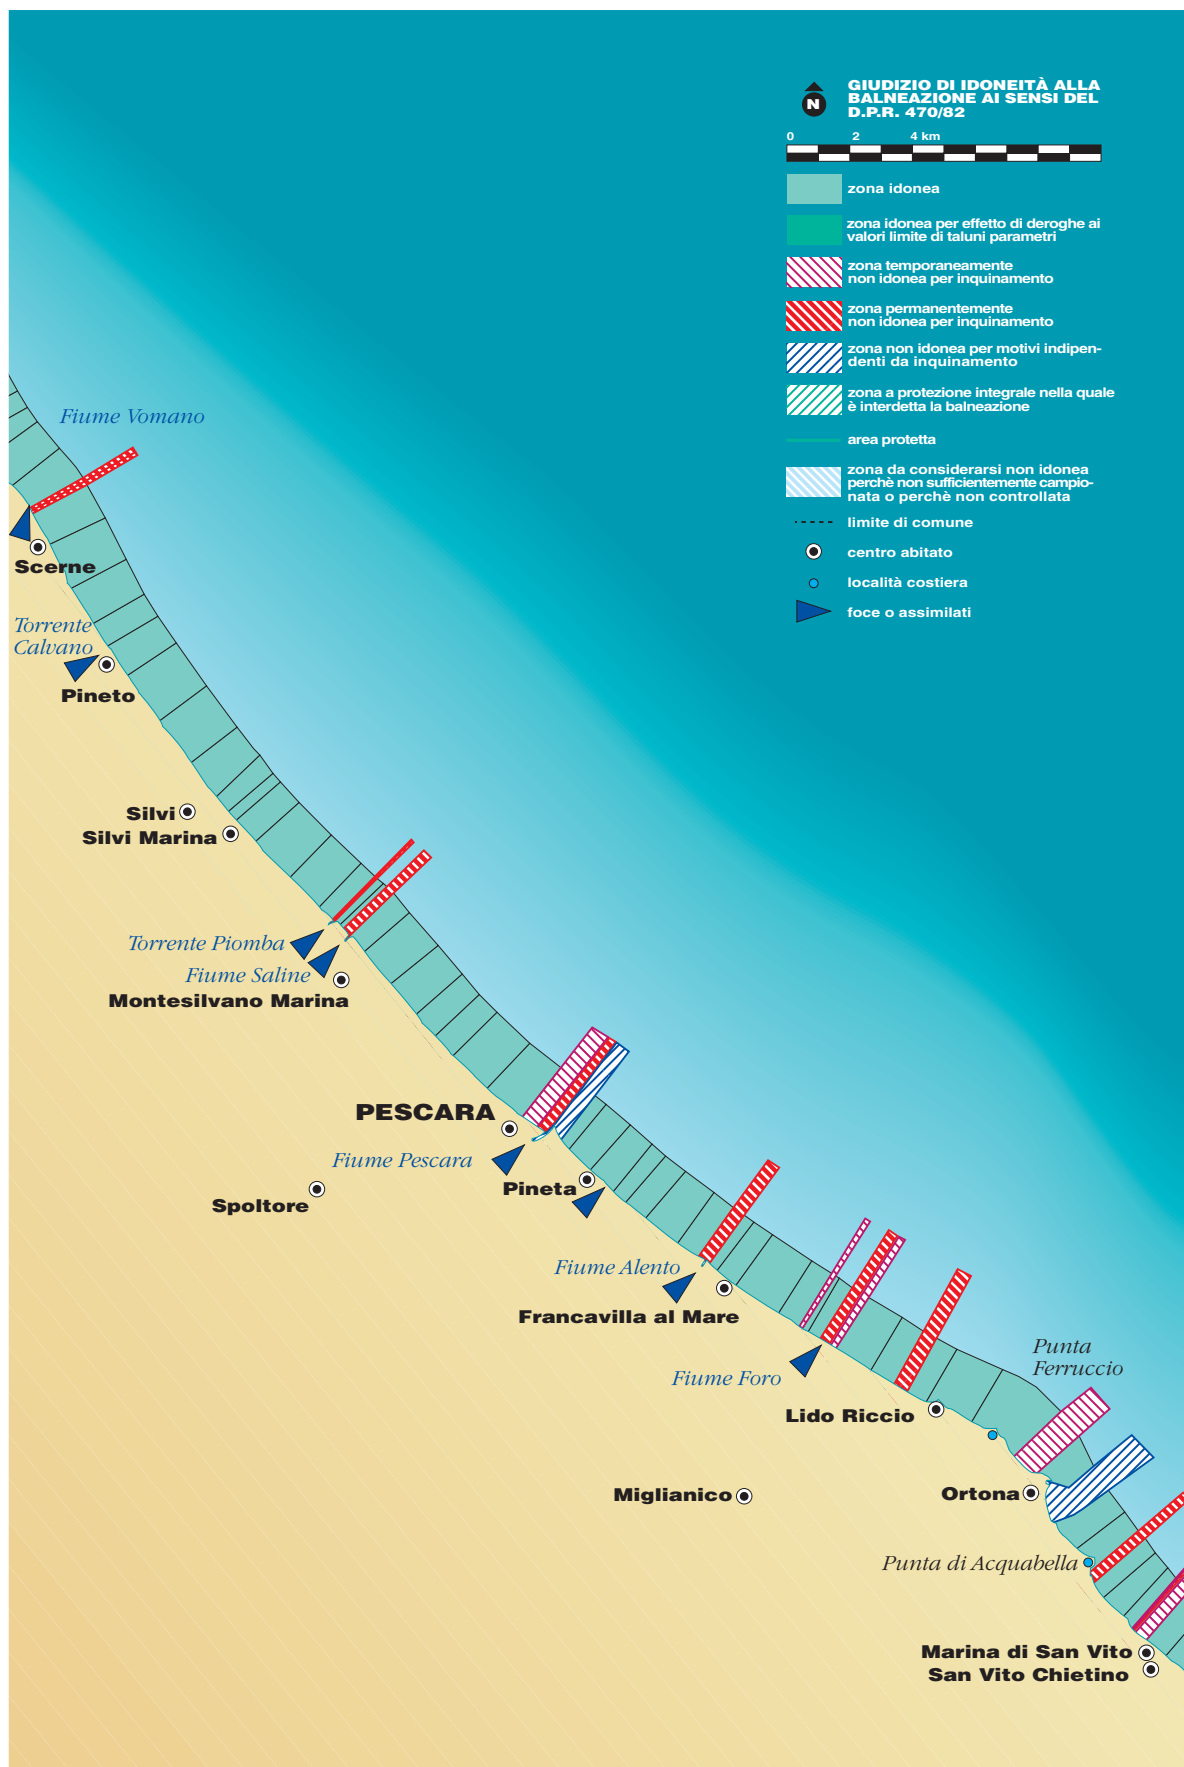 GIUDIZIO DI IDONEITÀ ALLA
BALNEAZIONE AI SENSI DEL
D.P.R. 470/82
N
0 2 4 km
zona idonea
zona idonea per effetto di deroghe ai
valori limite di taluni parametri
zona temporaneamente
non idonea per inquinamento
zona permanentemente
non idonea per inquinamento
zona non idonea per motivi indipen-
denti da inquinamento
zona a protezione integrale nella quale
è interdetta la balneazione
area protetta
zona da considerarsi non idonea
perchè non sufficientemente campio-
nata o perchè non controllata
limite di comune
centro abitato
località costiera
foce o assimilati
Fiume Vomano
Scerne
Torrente
Calvano
Pineto
Silvi
Silvi Marina
Torrente Piomba
Fiume Saline
Montesilvano Marina
PESCARA
Fiume Pescara
Pineta
Spoltore
Fiume Alento
Francavilla al Mare
Punta
Ferruccio
Fiume Foro
Lido Riccio
Miglianico
Ortona
Punta di Acquabella
Marina di San Vito
San Vito Chietino